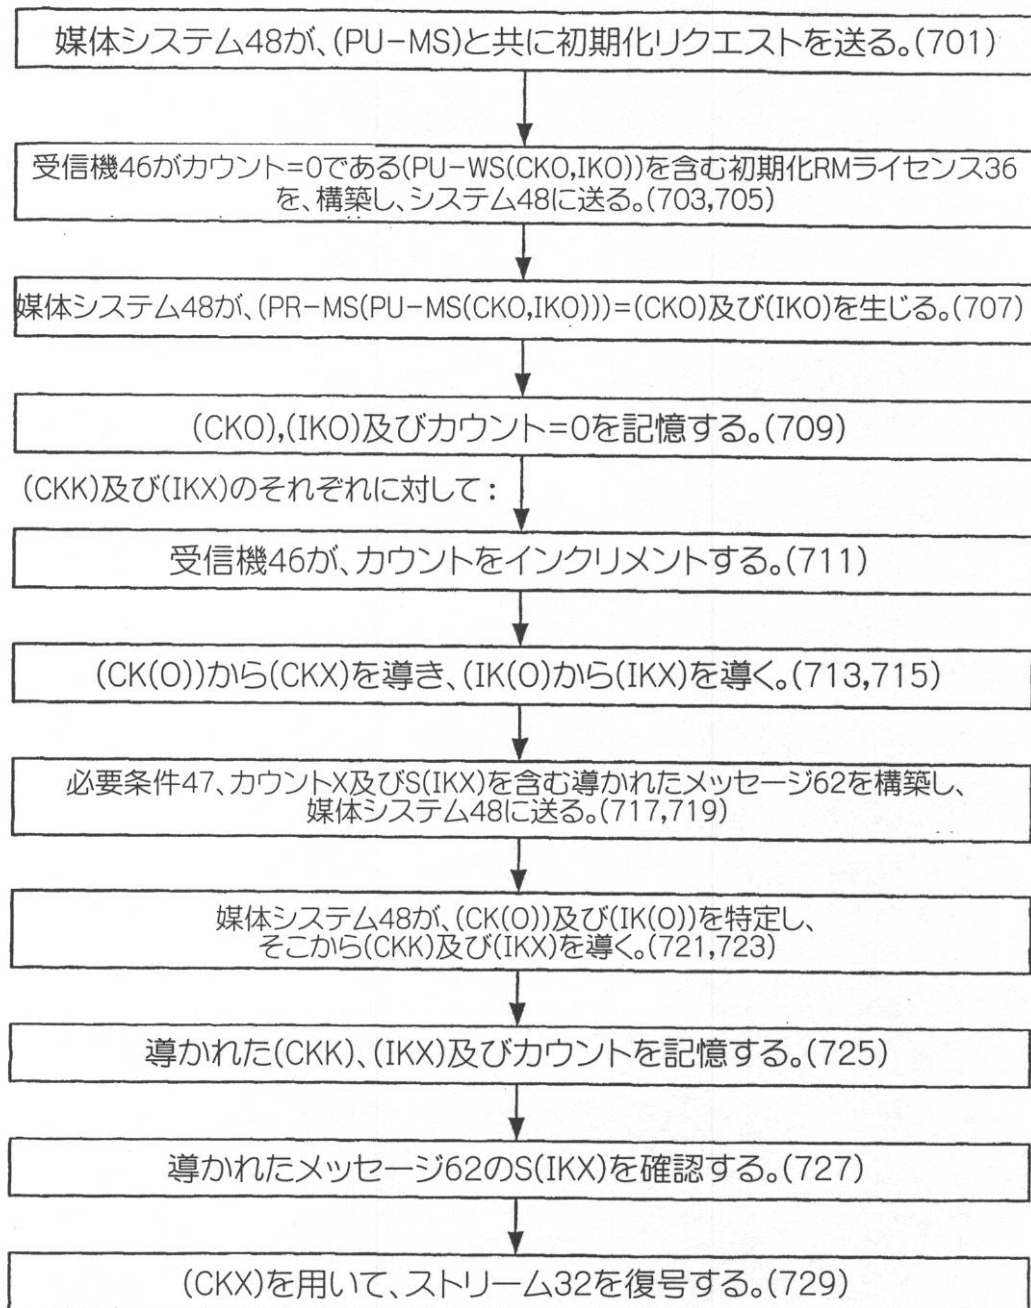 媒体システム48が、(PU-MS)と共に初期化リクエストを送る。(701)
受信機46がカウント=0である(PU-WS(CKO,IKO))を含む初期化RMライセンス36
を、構築し、システム48に送る。(703,705)
媒体システム48が、(PR-MS(PU-MS(CKO,IKO)))=(CKO)及び(IKO)を生じる。(707)
(CKO),(IKO)及びカウント=0を記憶する。(709)
(CKK)及び(IKX)のそれぞれに対して:
受信機46が、カウントをインクリメントする。(711)
(CK(0))から(CKX)を導き、(IK(0)から(IKX)を導く。(713,715)
必要条件47、カウントX及びS(IKX)を含む導かれたメッセージ62を構築し、
媒体システム48に送る。(717,719)
媒体システム48が、(CK(0))及び(IK(0))を特定し、
そこから(CKK)及び(IKX)を導く。(721,723)
導かれた(CKK)、(IKX)及びカウントを記憶する。(725)
導かれたメッセージ62のS(IKX)を確認する。(727)
(CKX)を用いて、ストリーム32を復号する。(729)